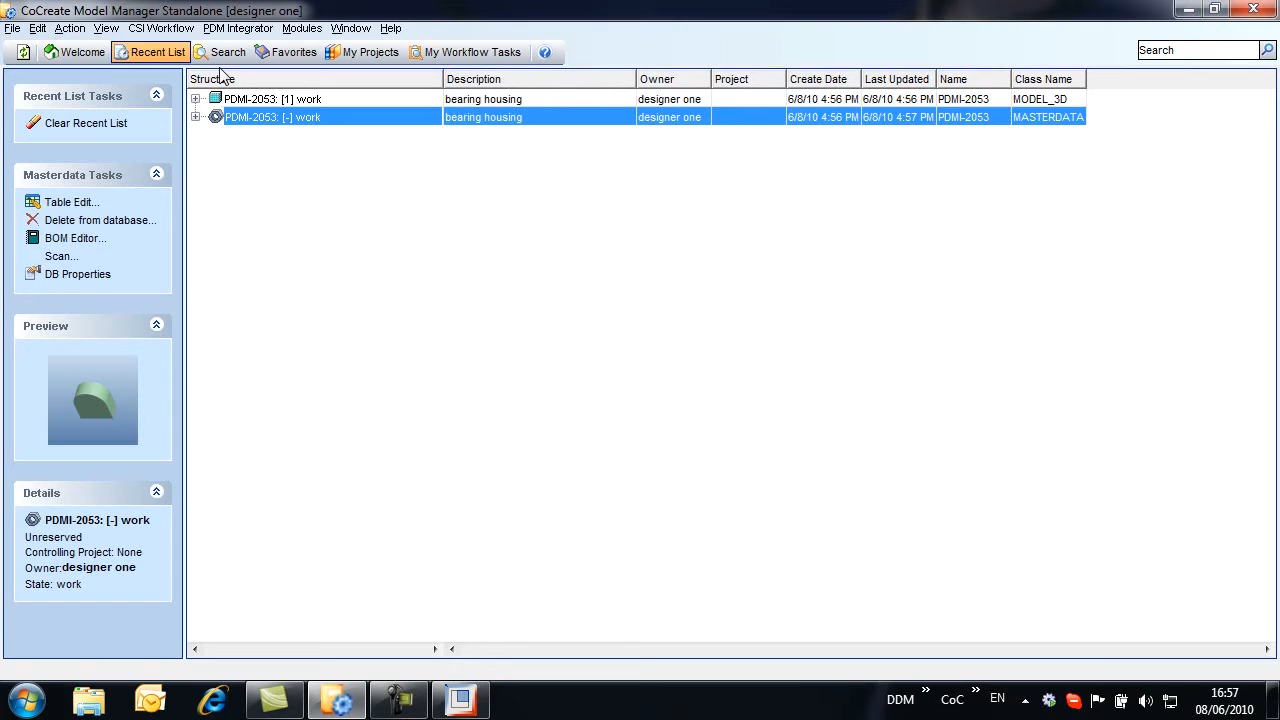 CoCreate Model Manager Standalone [designer one]
File Edit Action View CSI Workflow PDM Integrator Modules Window Help
Welcome Recent List Search Favorites My Projects My Workflow Tasks Search
Structure Description Owner Project Create Date Last Updated Name Class Name
PDMI-2053: [1] work bearing housing designer one 6/8/10 4:56 PM 6/8/10 4:56 PM PDMI-2053 MODEL_3D
PDMI-2053: [-] work bearing housing designer one 6/8/10 4:56 PM 6/8/10 4:57 PM PDMI-2053 MASTERDATA
Recent List Tasks
Clear Recent List
Masterdata Tasks
Table Edit...
Delete from database...
BOM Editor...
Scan...
DB Properties
Preview
Details
PDMI-2053: [-] work
Unreserved
Controlling Project: None
Owner:designer one
State: work
DDM » CoC » EN 16:57
08/06/2010